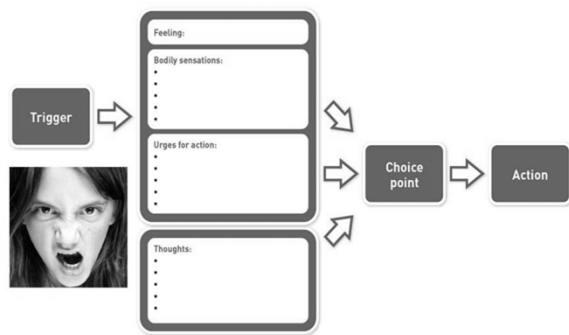 Trigger
Feeling:
Bodily sensations:
Urges for action:
Thoughts:
Choice
point
Action